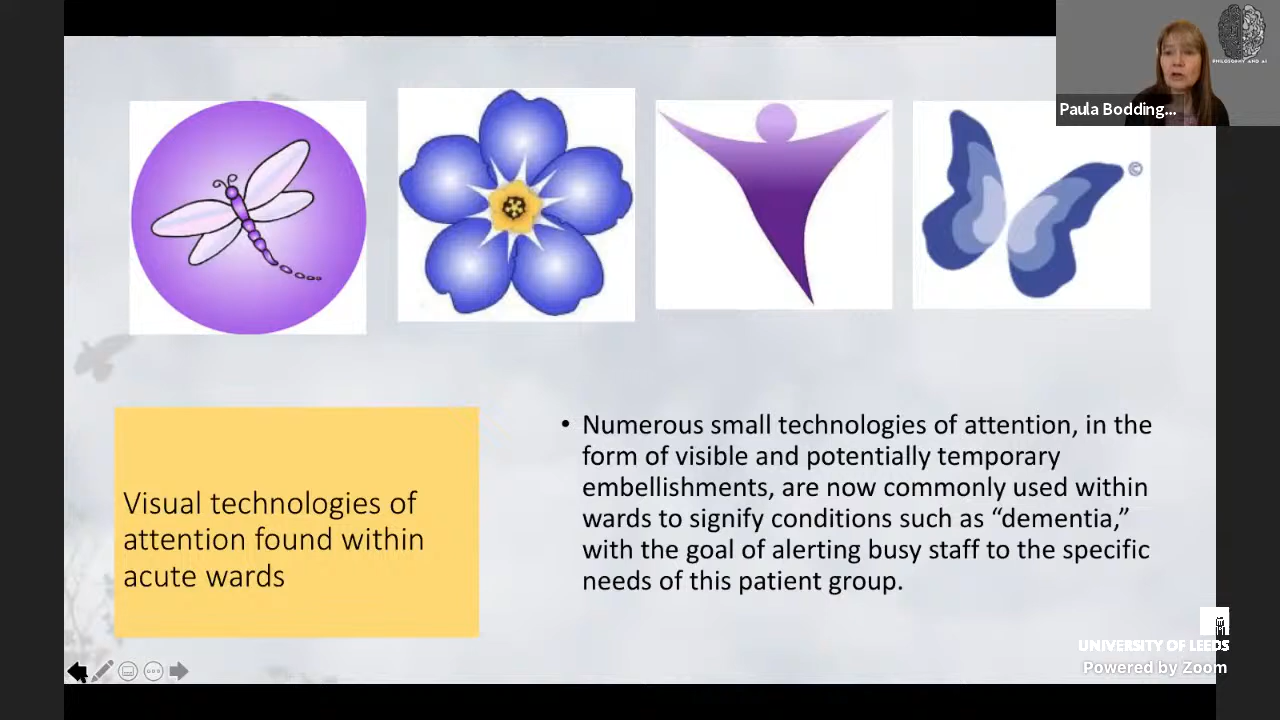 PHILOSOPHY AND AI
Paula Bodding...
©
Visual technologies of
attention found within
acute wards
• Numerous small technologies of attention, in the
form of visible and potentially temporary
embellishments, are now commonly used within
wards to signify conditions such as “dementia,”
with the goal of alerting busy staff to the specific
needs of this patient group.
UNIVERSITY OF LEEDS
Powered by Zoom